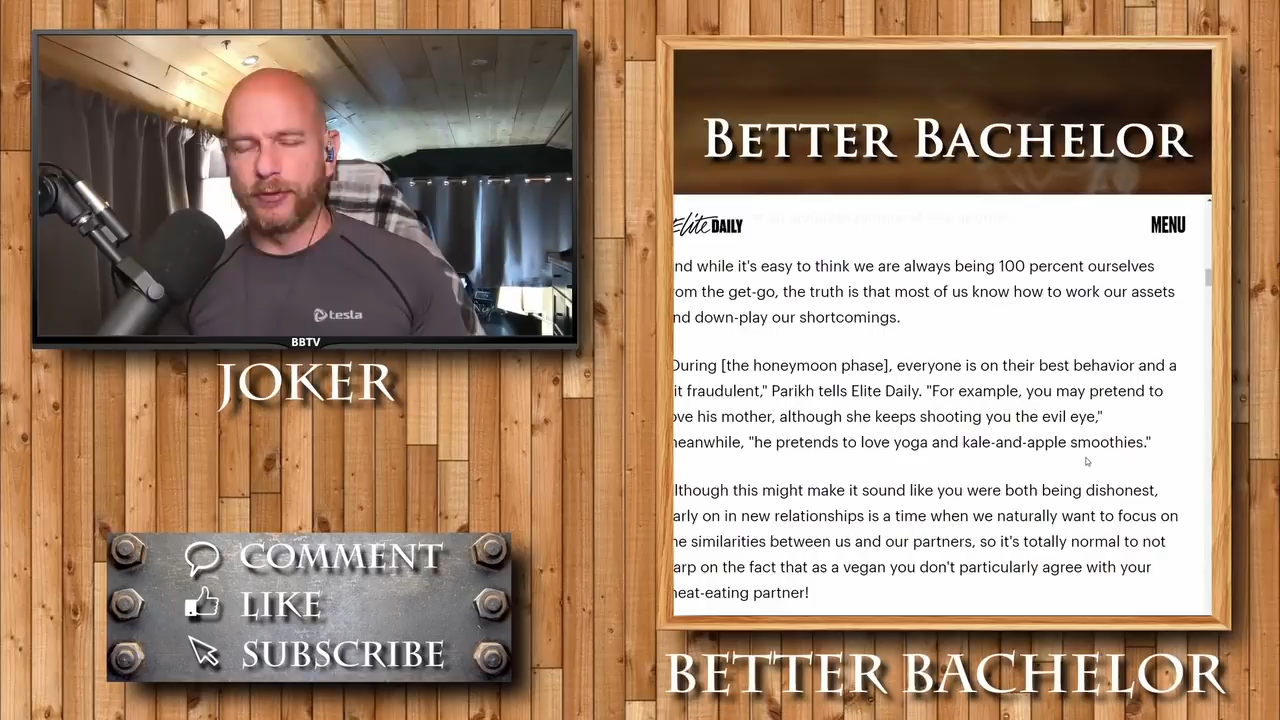 tesla
BBTV
JOKER
COMMENT
LIKE
SUBSCRIBE
BETTER BACHELOR
Elite DAILY
MENU
nd while it's easy to think we are always being 100 percent ourselves
rom the get-go, the truth is that most of us know how to work our assets
nd down-play our shortcomings.
During [the honeymoon phase], everyone is on their best behavior and a
it fraudulent," Parikh tells Elite Daily. "For example, you may pretend to
ove his mother, although she keeps shooting you the evil eye,"
meanwhile, "he pretends to love yoga and kale-and-apple smoothies."
lthough this might make it sound like you were both being dishonest,
arly on in new relationships is a time when we naturally want to focus on
he similarities between us and our partners, so it's totally normal to not
arp on the fact that as a vegan you don't particularly agree with your
meat-eating partner!
BETTER BACHELOR